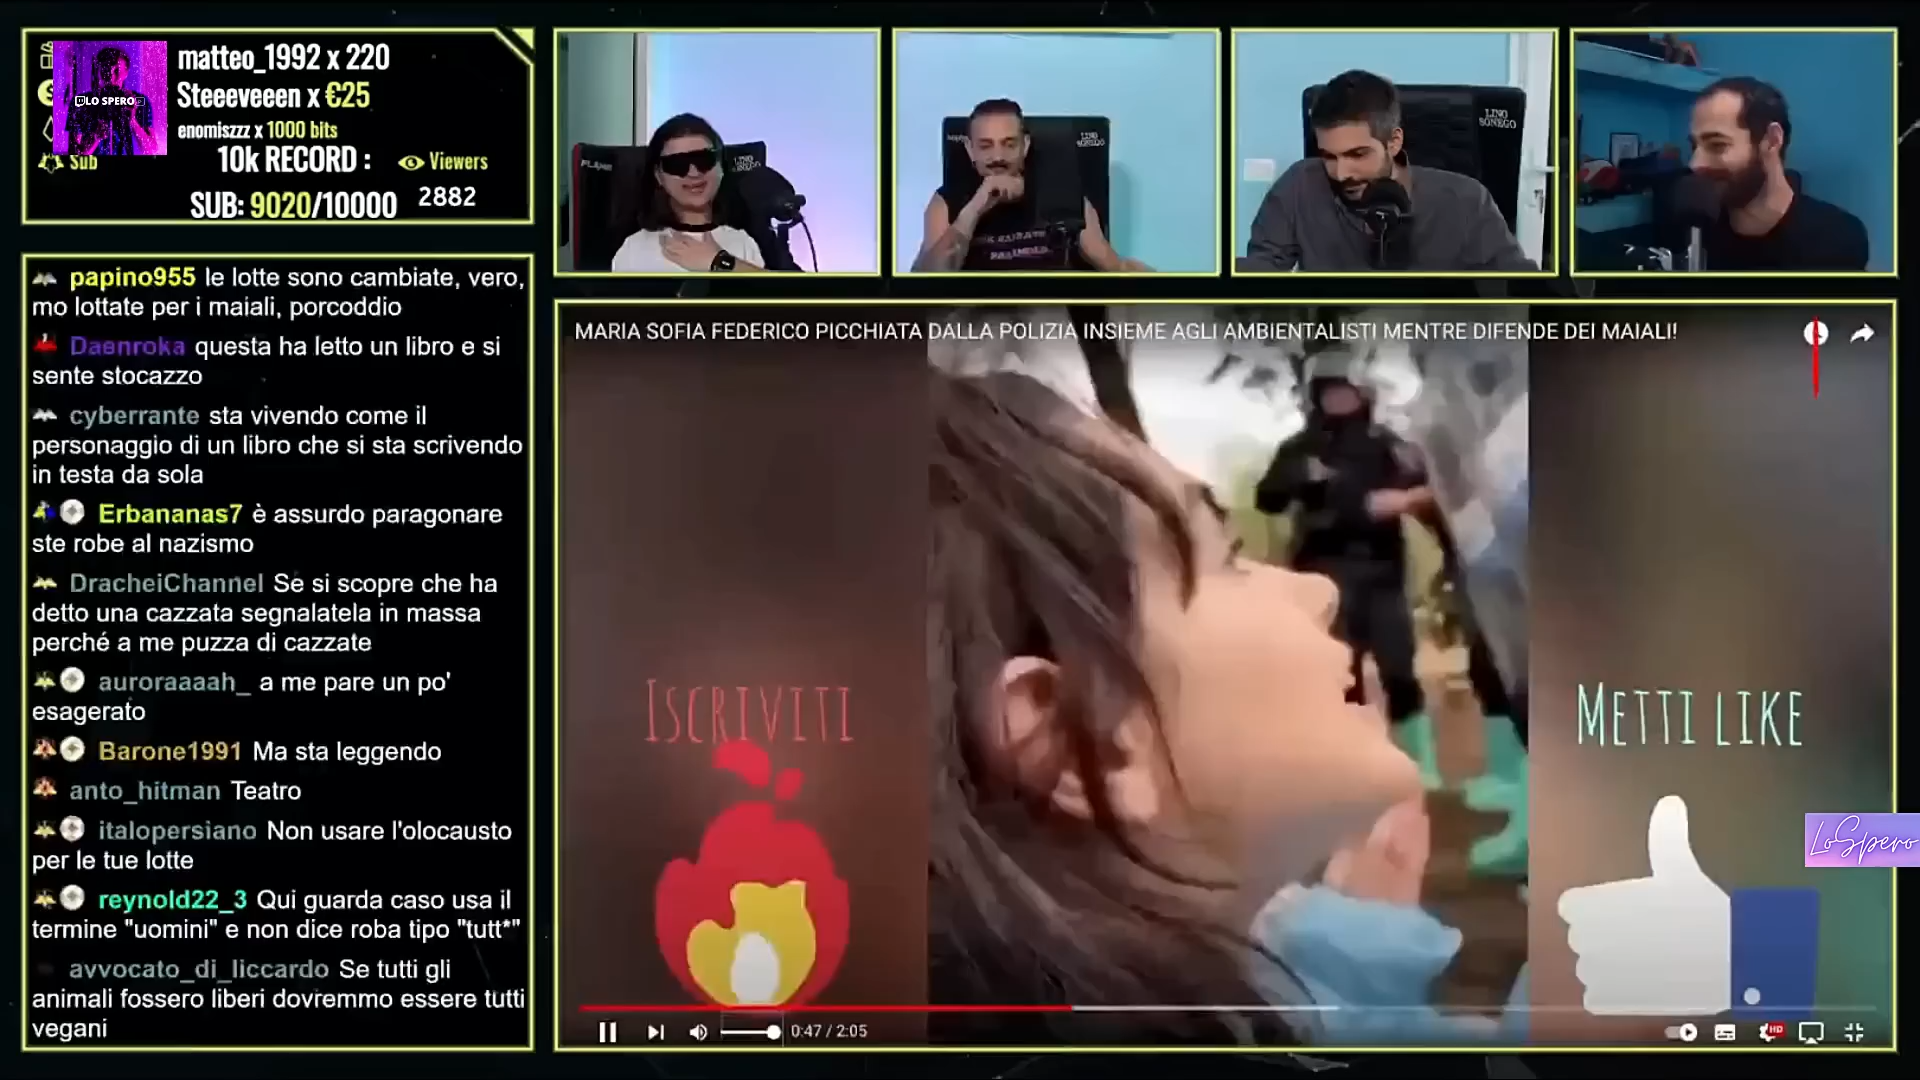 matteo_1992 x 220
Steeeveeen x €25
LO SPERO
enomiszzz x 1000 bits
Sub
10k RECORD :
Viewers
SUB: 9020/10000
2882
papino955 le lotte sono cambiate, vero,
mo lottate per i maiali, porcoddio
Daenroka questa ha letto un libro e si
sente stocazzo
cyberrante sta vivendo come il
personaggio di un libro che si sta scrivendo
in testa da sola
Erbananas7 è assurdo paragonare
ste robe al nazismo
DracheiChannel Se si scopre che ha
detto una cazzata segnalatela in massa
perché a me puzza di cazzate
auroraaaah_ a me pare un po'
esagerato
Barone1991 Ma sta leggendo
anto_hitman Teatro
italopersiano Non usare l'olocausto
per le tue lotte
reynold22_3 Qui guarda caso usa il
termine "uomini" e non dice roba tipo "tutt*"
avvocato_di_liccardo Se tutti gli
animali fossero liberi dovremmo essere tutti
vegani
LINO
SONEGO
LINO
SONEGO
LINO
SONEGO
MARIA SOFIA FEDERICO PICCHIATA DALLA POLIZIA INSIEME AGLI AMBIENTALISTI MENTRE DIFENDE DEI MAIALI!
ISCRIVITI
METTI LIKE
LoSpero
0:47 / 2:05
HD